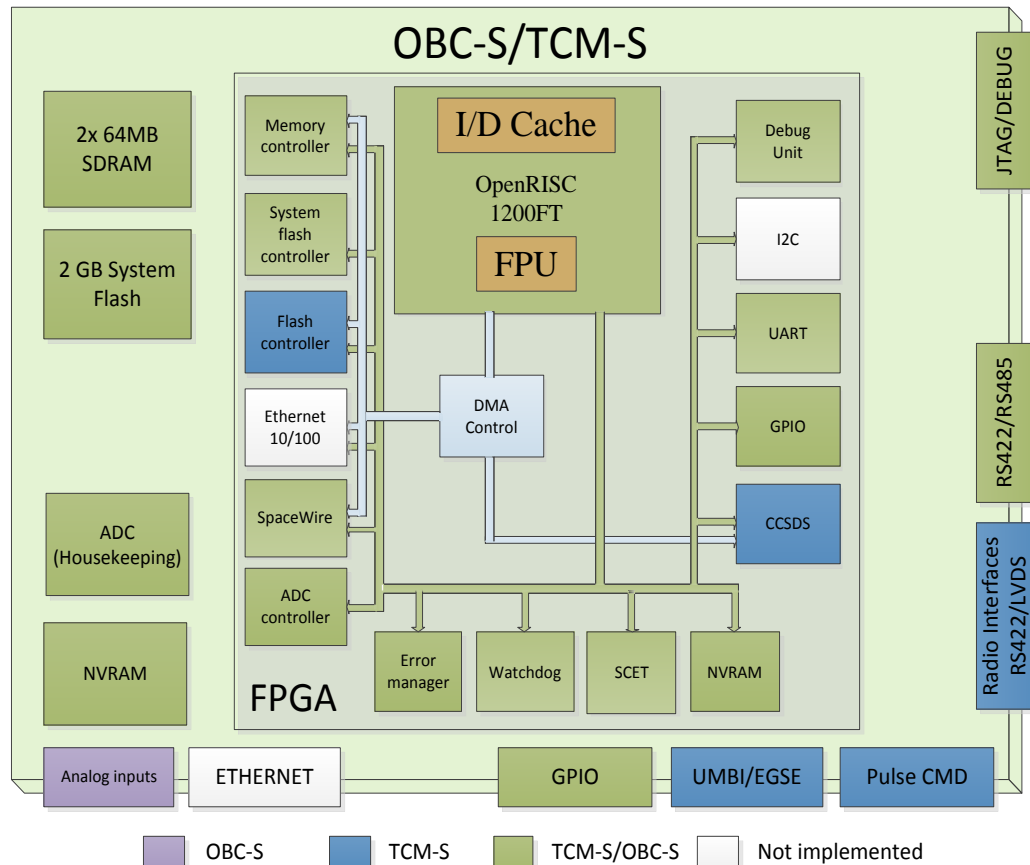 OBC-S/TCM-S
2x 64MB
SDRAM
2 GB System
Flash
ADC
(Housekeeping)
NVRAM
Memory
controller
System
flash
controller
Flash
controller
Ethernet
10/100
SpaceWire
ADC
controller
I/D Cache
OpenRISC
1200FT
FPU
DMA
Control
Debug
Unit
I2C
UART
GPIO
CCSDS
Error
manager
Watchdog
SCET
NVRAM
FPGA
JTAG/DEBUG
RS422/RS485
Radio Interfaces
RS422/LVDS
Analog inputs
ETHERNET
GPIO
UMBI/EGSE
Pulse CMD
OBC-S
TCM-S
TCM-S/OBC-S
Not implemented